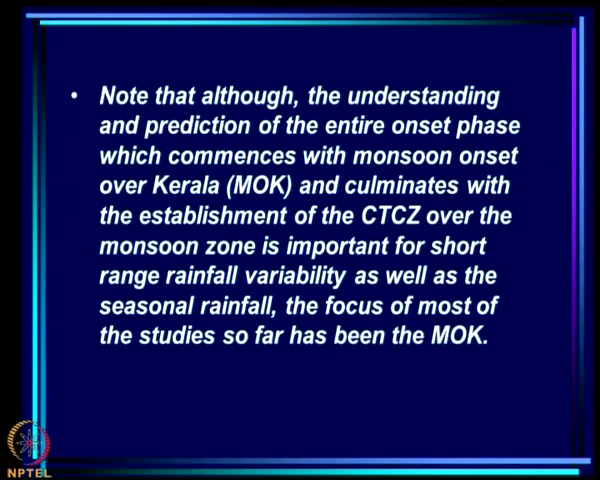 • Note that although, the understanding
and prediction of the entire onset phase
which commences with monsoon onset
over Kerala (MOK) and culminates with
the establishment of the CTCZ over the
monsoon zone is important for short
range rainfall variability as well as the
seasonal rainfall, the focus of most of
the studies so far has been the MOK.
NPTEL